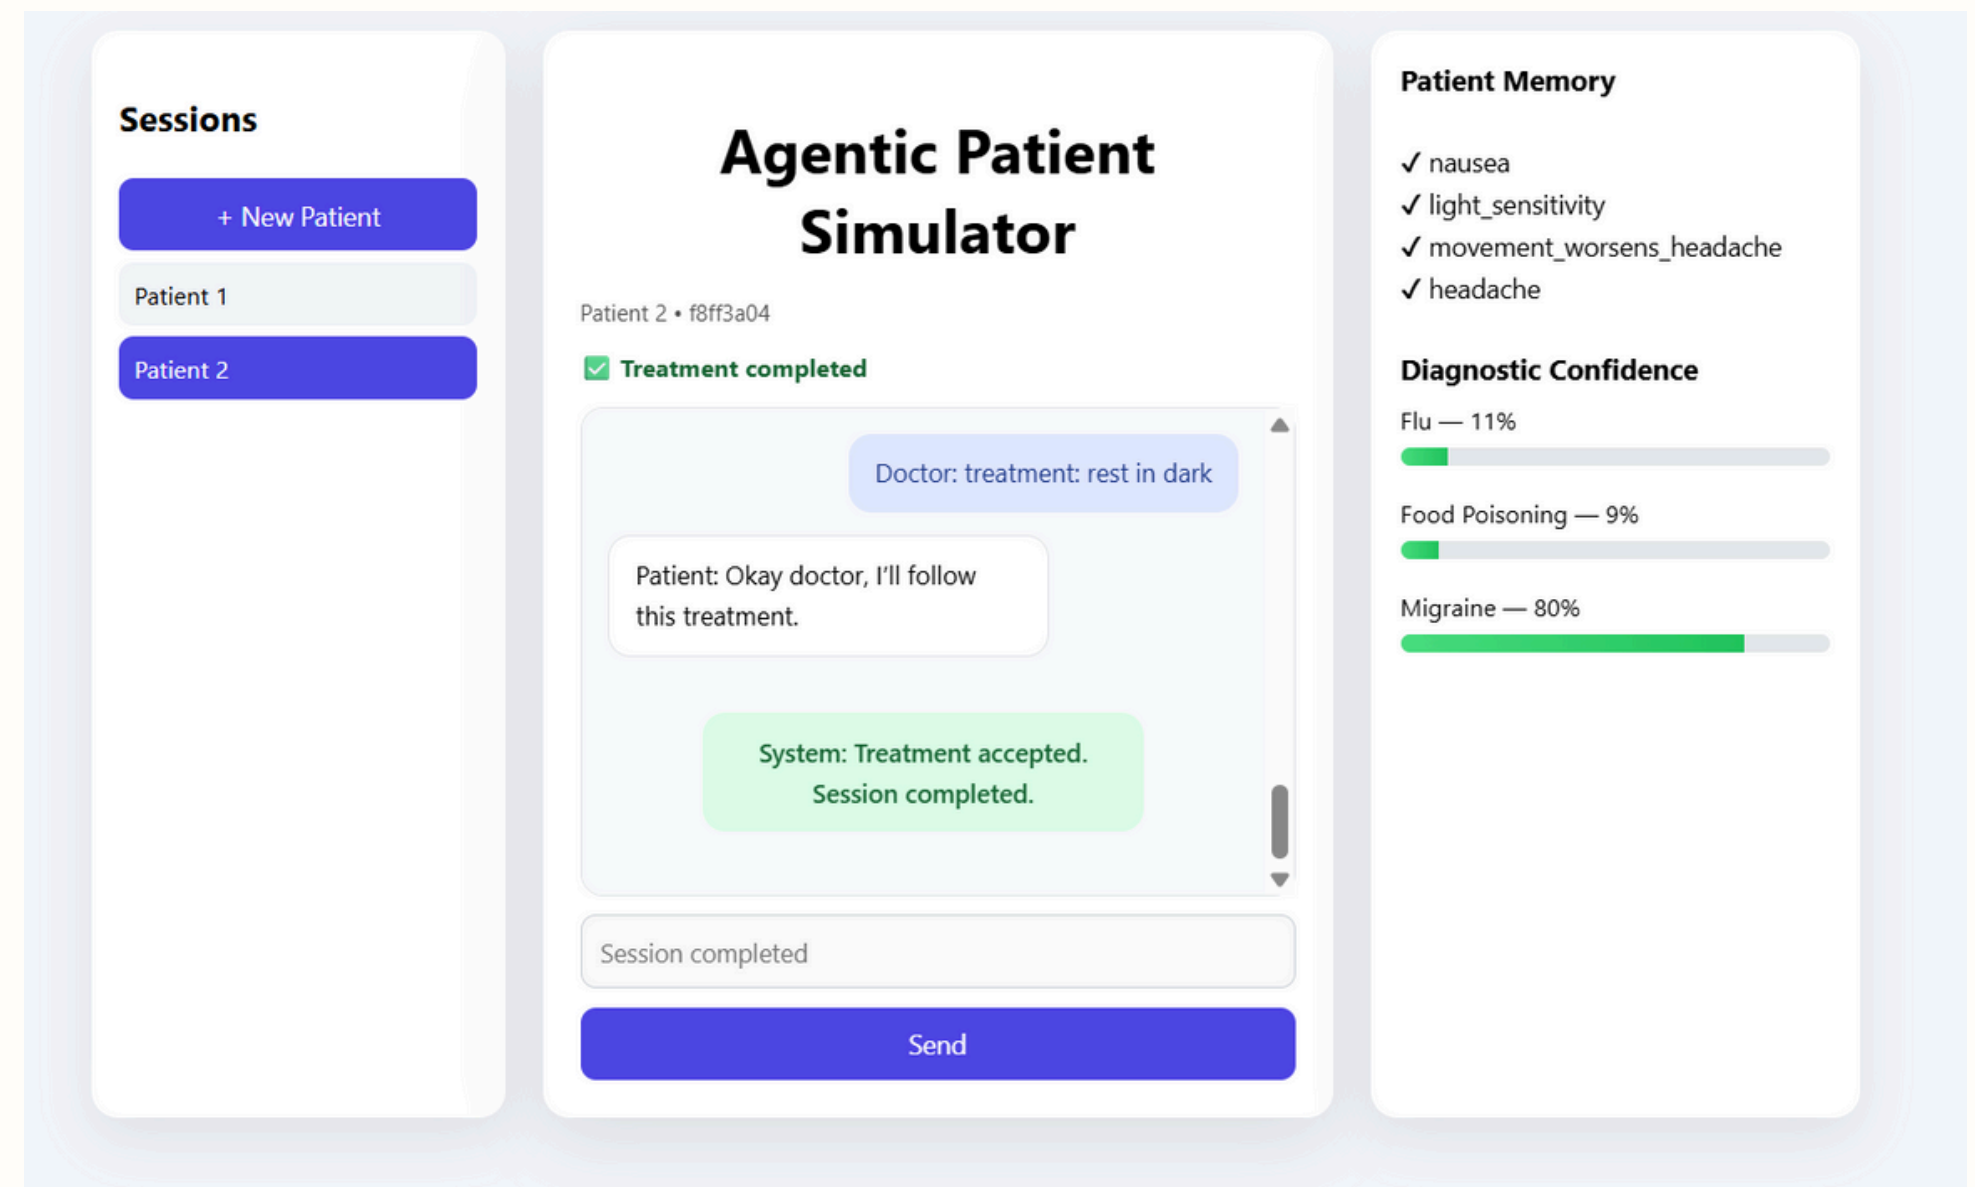 Sessions
+ New Patient
Patient 1
Patient 2
Agentic Patient
Simulator
Patient 2 • f8ff3a04
✅ Treatment completed
Doctor: treatment: rest in dark
Patient: Okay doctor, I’ll follow
this treatment.
System: Treatment accepted.
Session completed.
Session completed
Send
Patient Memory
✓ nausea
✓ light_sensitivity
✓ movement_worsens_headache
✓ headache
Diagnostic Confidence
Flu — 11%
Food Poisoning — 9%
Migraine — 80%